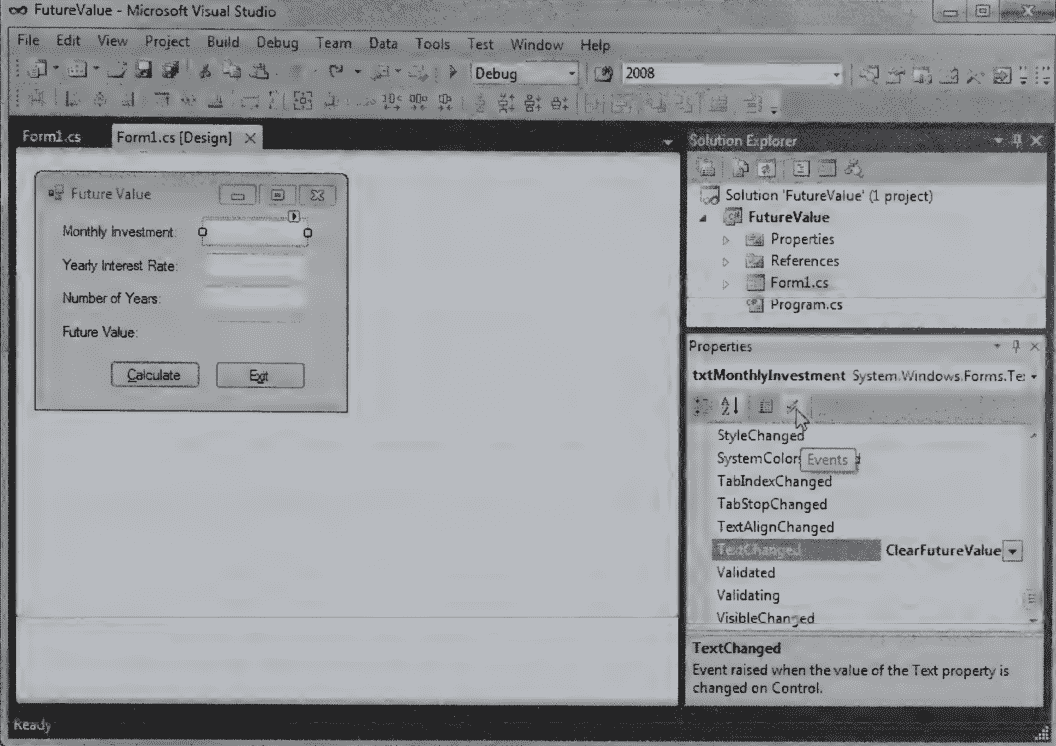 FutureValue - Microsoft Visual Studio
File Edit View Project Build Debug Team Data Tools Test Window Help
Debug 2008
Form1.cs Form1.cs [Design]
Future Value
Monthly Investment:
Yearly Interest Rate:
Number of Years:
Future Value:
Calculate Exit
Solution Explorer
Solution 'FutureValue' (1 project)
FutureValue
Properties
References
Form1.cs
Program.cs
Properties
txtMonthlyInvestment System.Windows.Forms.Te
StyleChanged
SystemColors
Events
TabIndexChanged
TabStopChanged
TextAlignChanged
TextChanged ClearFutureValue
Validated
Validating
VisibleChanged
TextChanged
Event raised when the value of the Text property is
changed on Control.
Ready